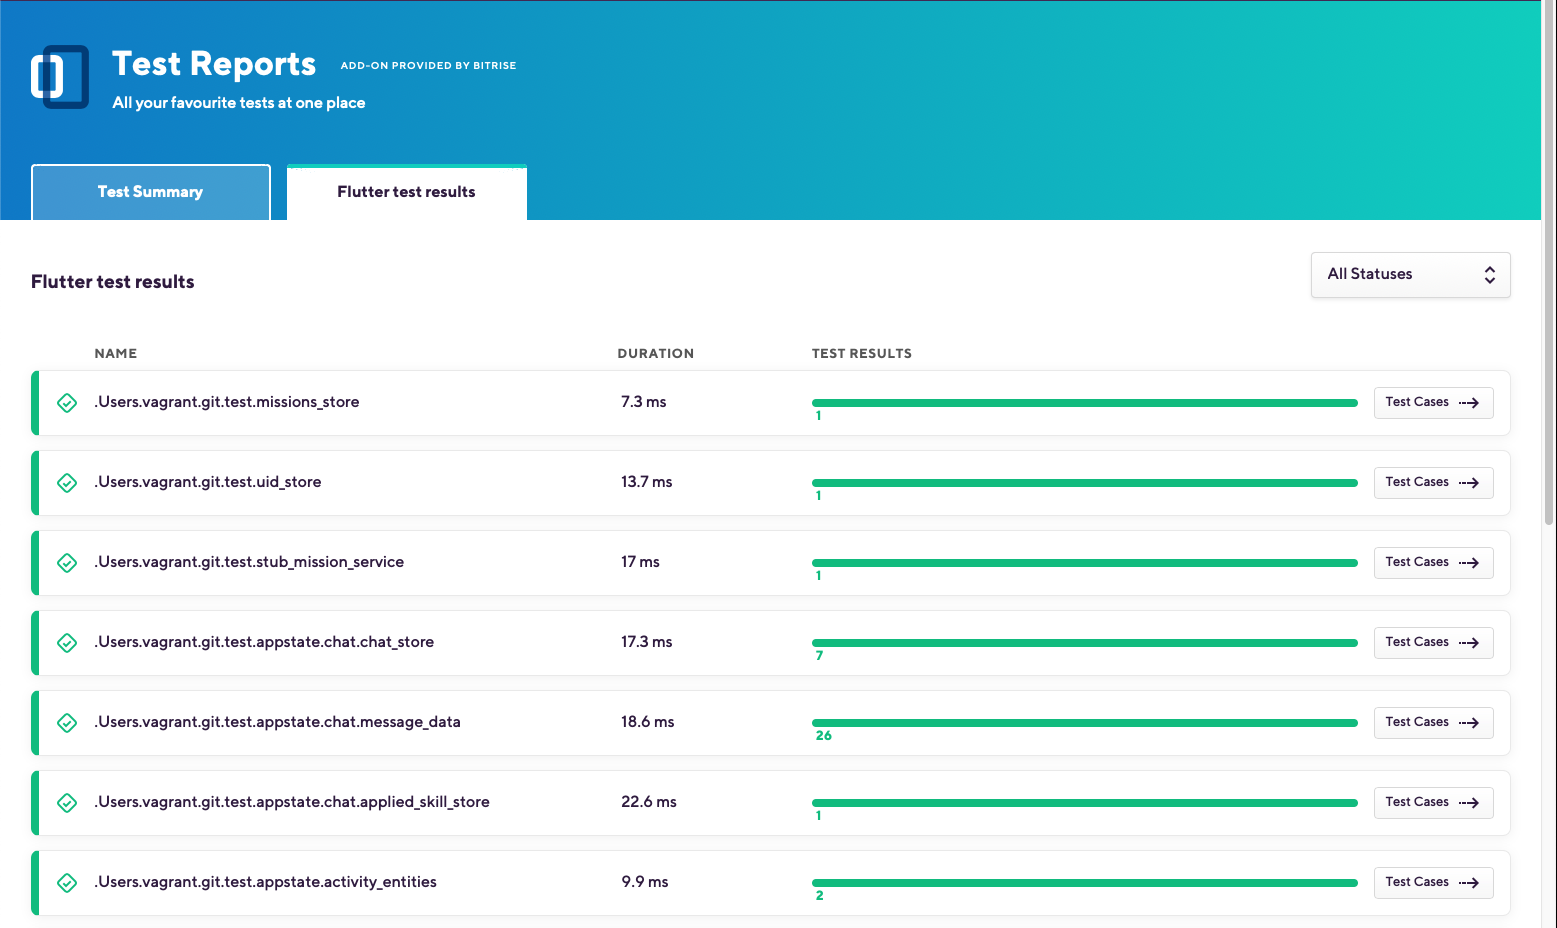 Test Reports ADD-ON PROVIDED BY BITRISE
All your favourite tests at one place
Test Summary Flutter test results
Flutter test results All Statuses
NAME DURATION TEST RESULTS
.Users.vagrant.git.test.missions_store 7.3 ms Test Cases
1
.Users.vagrant.git.test.uid_store 13.7 ms Test Cases
1
.Users.vagrant.git.test.stub_mission_service 17 ms Test Cases
1
.Users.vagrant.git.test.appstate.chat.chat_store 17.3 ms Test Cases
7
.Users.vagrant.git.test.appstate.chat.message_data 18.6 ms Test Cases
26
.Users.vagrant.git.test.appstate.chat.applied_skill_store 22.6 ms Test Cases
1
.Users.vagrant.git.test.appstate.activity_entities 9.9 ms Test Cases
2